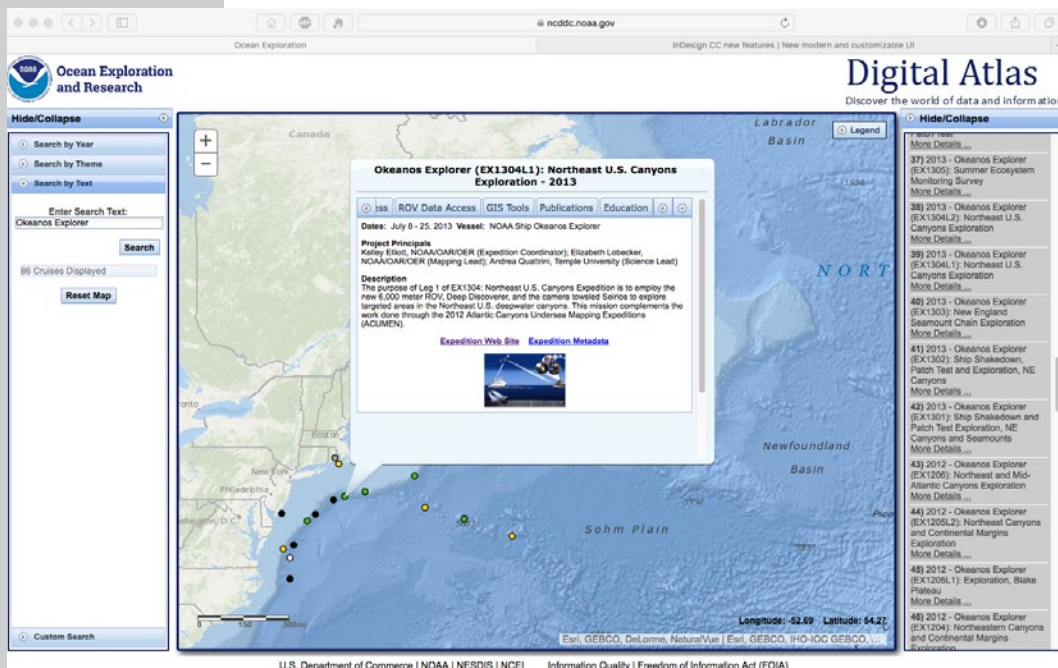 ncddc.noaa.gov
Ocean Exploration
InDesign CC new features | New modern and customizable UI
NOAA
Ocean Exploration
and Research
Digital Atlas
Discover the world of data and information
Hide/Collapse
Search by Year
Search by Theme
Search by Text
Enter Search Text:
Okeanos Explorer
Search
86 Cruises Displayed
Reset Map
Custom Search
+
−
Canada
Labrador
Basin
Legend
Okeanos Explorer (EX1304L1): Northeast U.S. Canyons
Exploration - 2013
ess
ROV Data Access
GIS Tools
Publications
Education
Dates: July 8 - 25, 2013 Vessel: NOAA Ship Okeanos Explorer
Project Principals
Kelley Elliott, NOAA/OAR/OER (Expedition Coordinator); Elizabeth Lobecker,
NOAA/OAR/OER (Mapping Lead); Andrea Quattrini, Temple University (Science Lead)
Description
The purpose of Leg 1 of EX1304: Northeast U.S. Canyons Expedition is to employ the
new 6,000 meter ROV, Deep Discoverer, and the camera towsled Seirios to explore
targeted areas in the Northeast U.S. deepwater canyons. This mission complements the
work done through the 2012 Atlantic Canyons Undersea Mapping Expeditions
(ACUMEN).
Expedition Web Site Expedition Metadata
NORT
onto
Boston
New York
Philadelphia
shington, D.C.
Newfoundland
Basin
Sohm Plain
Pico
0 150 300mi
Longitude: -52.69 Latitude: 54.27
Esri, GEBCO, DeLorme, NaturalVue | Esri, GEBCO, IHO-IOC GEBCO, ...
Hide/Collapse
Patch Test
More Details ...
37) 2013 - Okeanos Explorer
(EX1305): Summer Ecosystem
Monitoring Survey
More Details ...
38) 2013 - Okeanos Explorer
(EX1304L2): Northeast U.S.
Canyons Exploration
More Details ...
39) 2013 - Okeanos Explorer
(EX1304L1): Northeast U.S.
Canyons Exploration
More Details ...
40) 2013 - Okeanos Explorer
(EX1303): New England
Seamount Chain Exploration
More Details ...
41) 2013 - Okeanos Explorer
(EX1302): Ship Shakedown,
Patch Test and Exploration, NE
Canyons
More Details ...
42) 2013 - Okeanos Explorer
(EX1301): Ship Shakedown and
Patch Test Exploration, NE
Canyons and Seamounts
More Details ...
43) 2012 - Okeanos Explorer
(EX1206): Northeast and Mid-
Atlantic Canyons Exploration
More Details ...
44) 2012 - Okeanos Explorer
(EX1205L2): Northeast Canyons
and Continental Margins
Exploration
More Details ...
45) 2012 - Okeanos Explorer
(EX1205L1): Exploration, Blake
Plateau
More Details ...
46) 2012 - Okeanos Explorer
(EX1204): Northeastern Canyons
and Continental Margins
Exploration
U.S. Department of Commerce | NOAA | NESDIS | NCEI
Information Quality | Freedom of Information Act (FOIA)